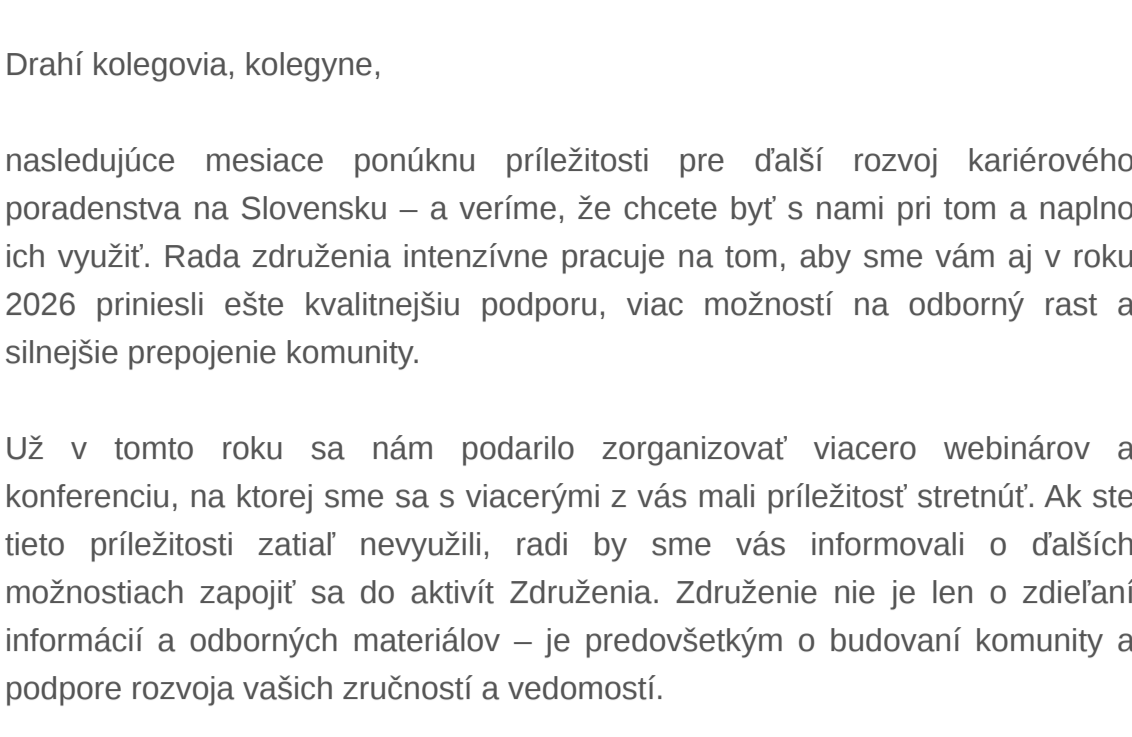 Drahí kolegovia, kolegyne,
nasledujúce mesiace ponúknu príležitosti pre ďalší rozvoj kariérového
poradenstva na Slovensku – a veríme, že chcete byť s nami pri tom a naplno
ich využiť. Rada združenia intenzívne pracuje na tom, aby sme vám aj v roku
2026 priniesli ešte kvalitnejšiu podporu, viac možností na odborný rast a
silnejšie prepojenie komunity.
Už v tomto roku sa nám podarilo zorganizovať viacero webinárov a
konferenciu, na ktorej sme sa s viacerými z vás mali príležitosť stretnúť. Ak ste
tieto príležitosti zatiaľ nevyužili, radi by sme vás informovali o ďalších
možnostiach zapojiť sa do aktivít Združenia. Združenie nie je len o zdieľaní
informácií a odborných materiálov – je predovšetkým o budovaní komunity a
podpore rozvoja vašich zručností a vedomostí.